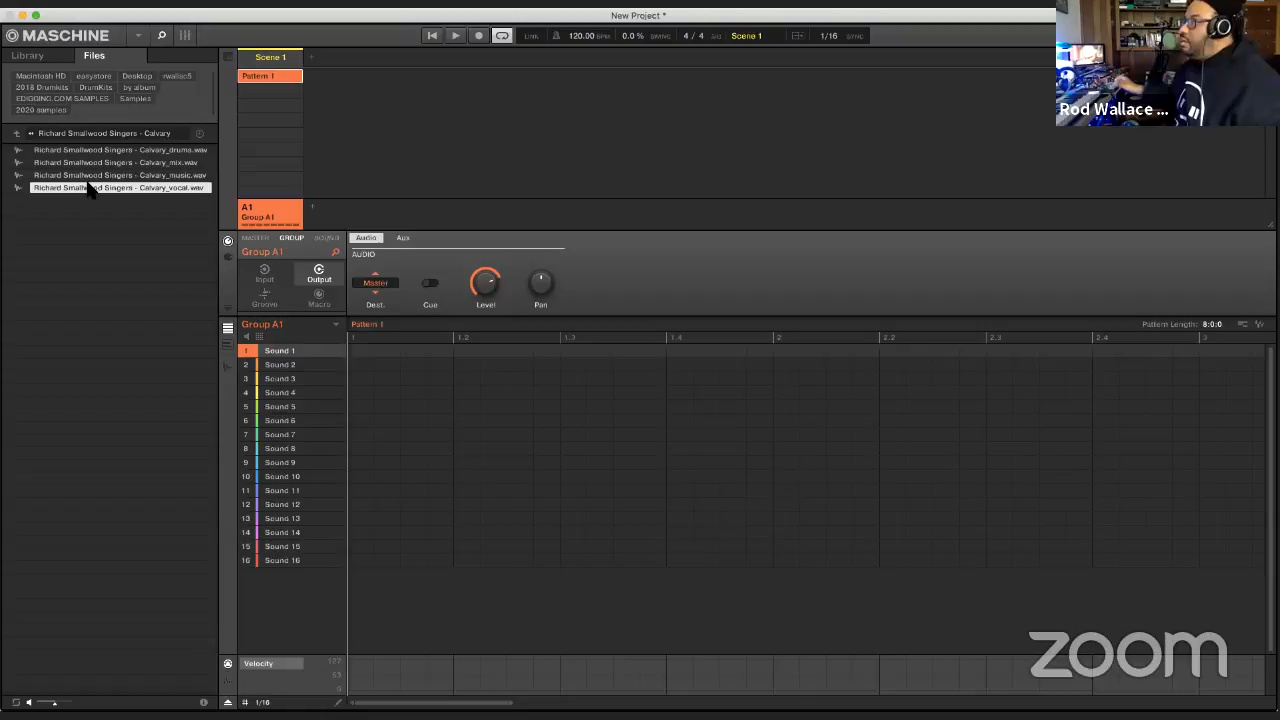 New Project *
MASCHINE
LINK 120.00 BPM 0.0 % SWING 4 / 4 Scene 1 1/16 SYNC
Library Files
Scene 1 +
Pattern 1
Macintosh HD easystore Desktop rwallsc5
2018 Drumkits DrumKits by album
EDIGGING.COM SAMPLES Samples
2020 samples
Richard Smallwood Singers - Calvary
Richard Smallwood Singers - Calvary_drums.wav
Richard Smallwood Singers - Calvary_mix.wav
Richard Smallwood Singers - Calvary_music.wav
Richard Smallwood Singers - Calvary_vocal.wav
Rod Wallace ...
A1 +
Group A1
MASTER GROUP SOUND
Audio Aux
Group A1
AUDIO
Input Output
Master
Groove Macro
Dest. Cue Level Pan
Group A1
Pattern 1
Pattern Length: 8:0:0
1 1.2 1.3 1.4 2 2.2 2.3 2.4 3
1 Sound 1
2 Sound 2
3 Sound 3
4 Sound 4
5 Sound 5
6 Sound 6
7 Sound 7
8 Sound 8
9 Sound 9
10 Sound 10
11 Sound 11
12 Sound 12
13 Sound 13
14 Sound 14
15 Sound 15
16 Sound 16
Velocity 127
63
0
1/16
zoom